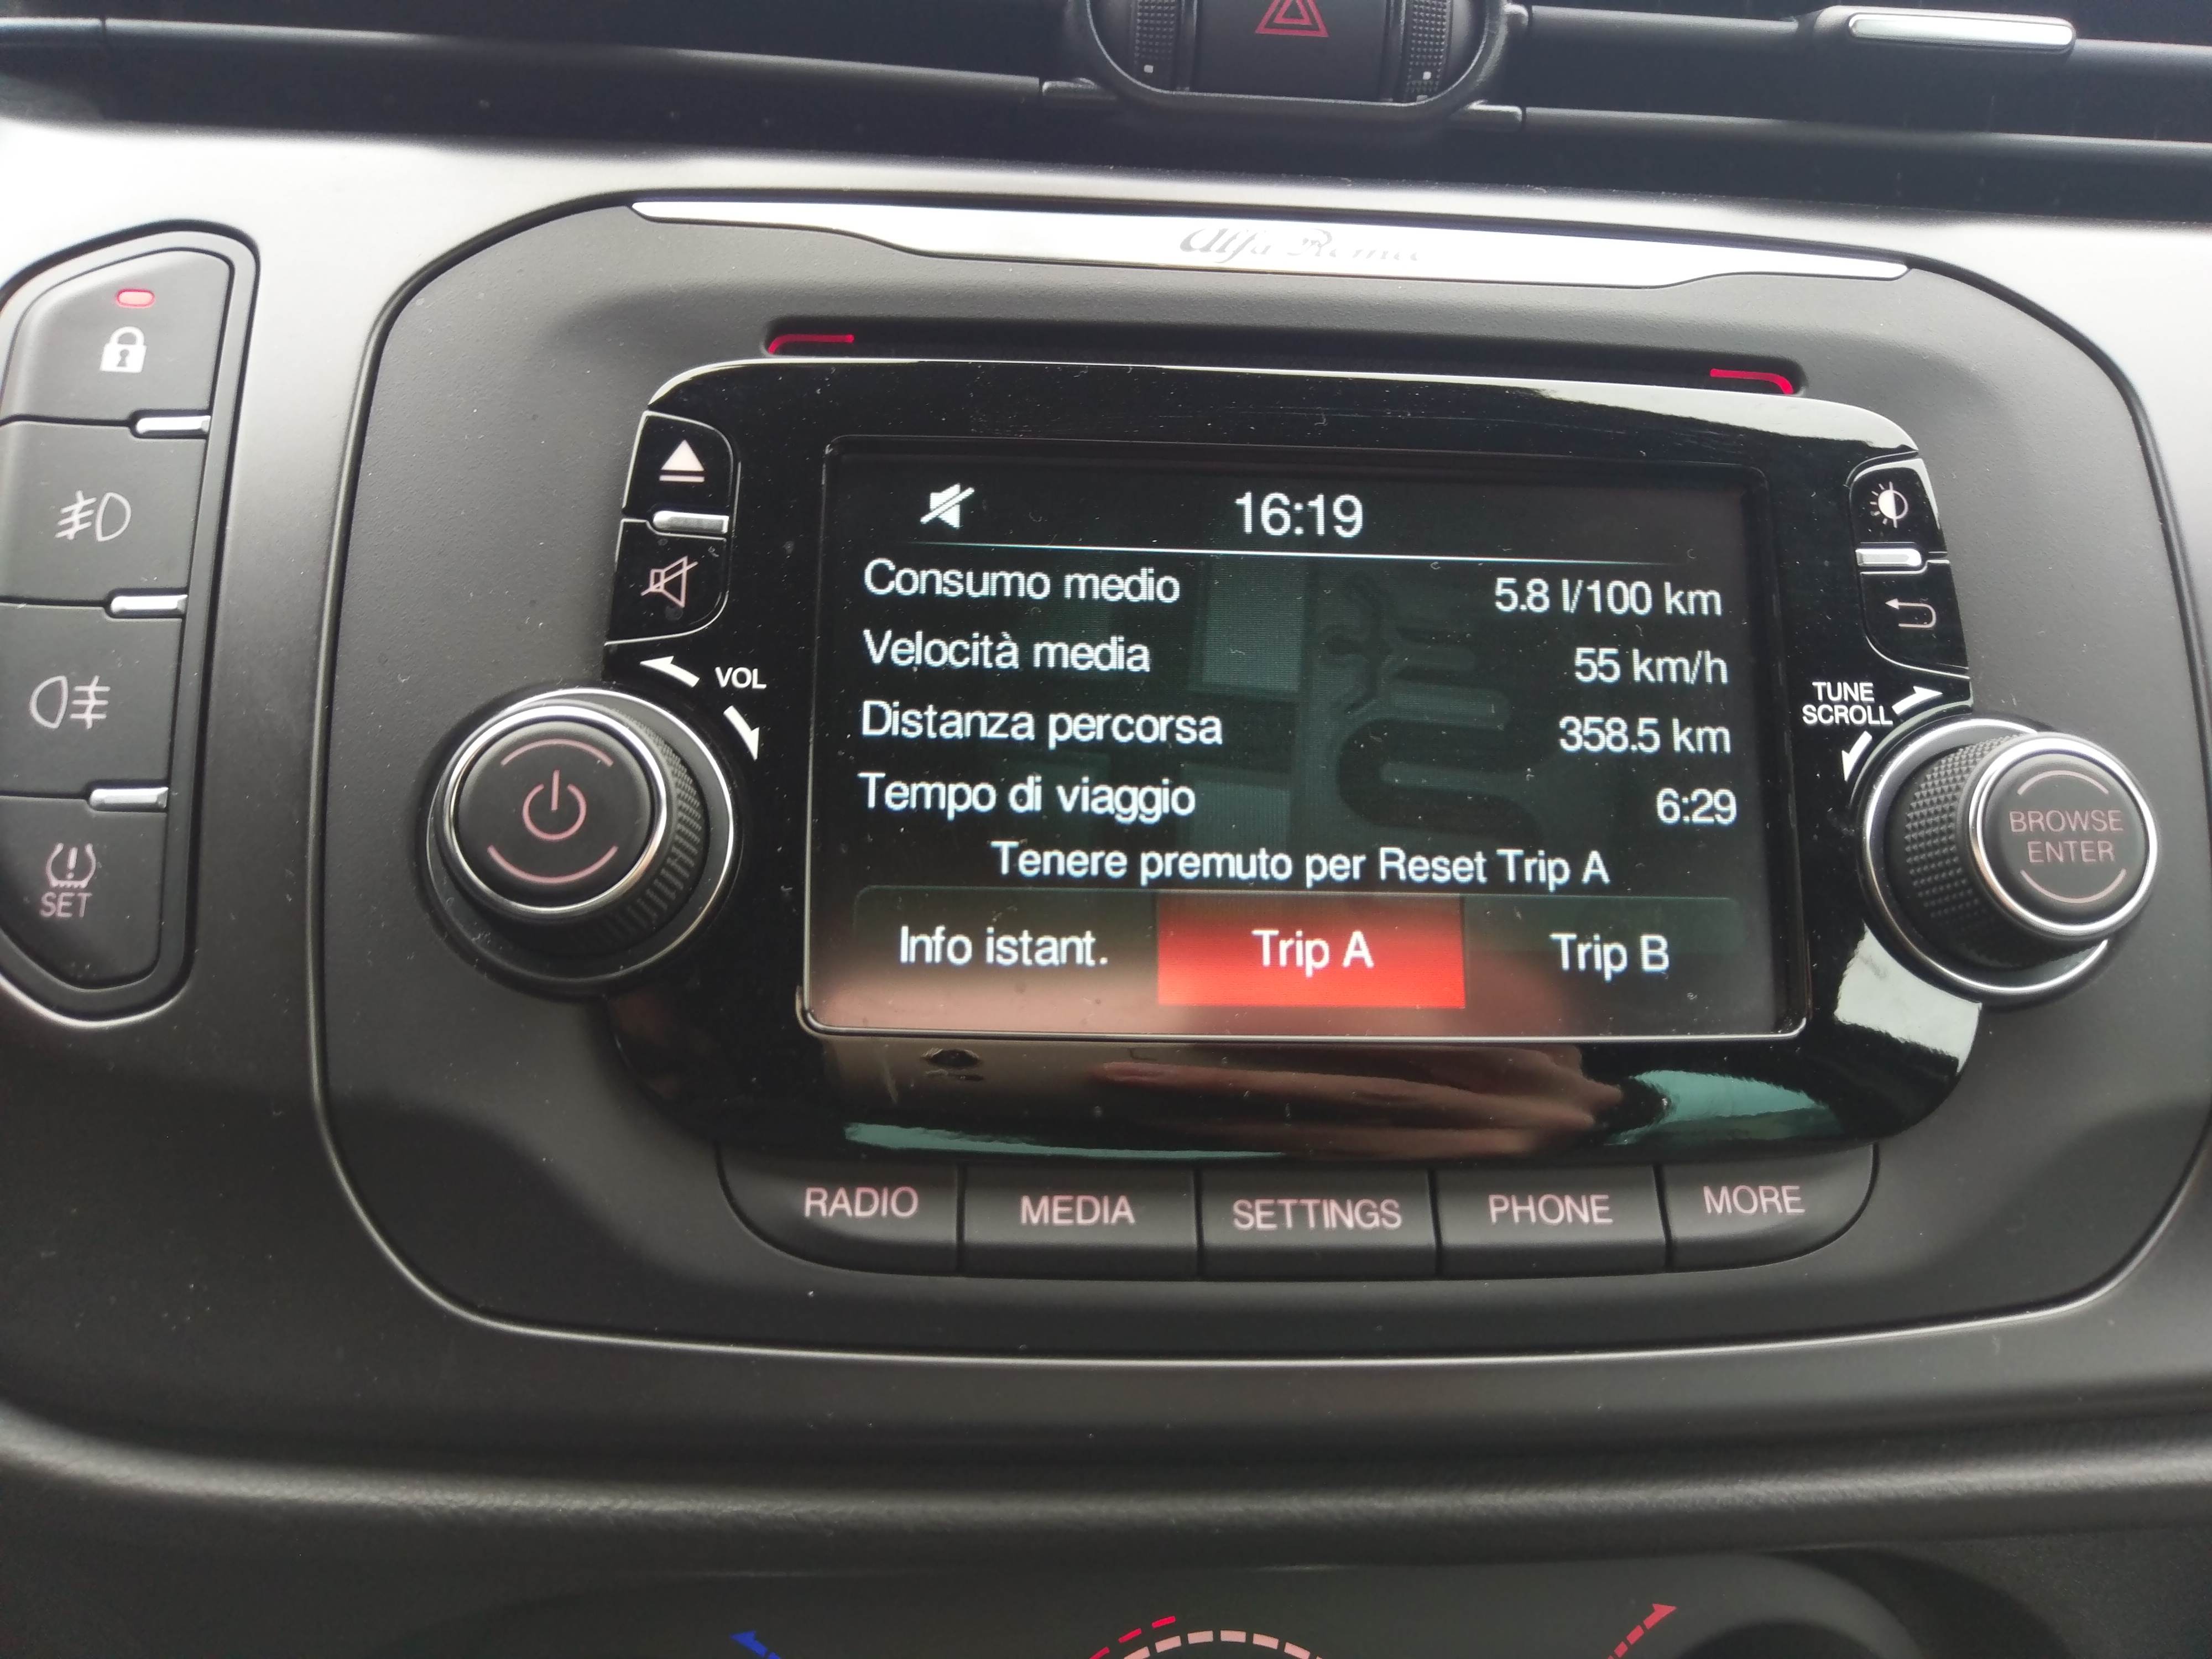 Alfa Romeo
16:19
Consumo medio 5.8 l/100 km
Velocità media 55 km/h
Distanza percorsa 358.5 km
Tempo di viaggio 6:29
Tenere premuto per Reset Trip A
Info istant. Trip A Trip B
VOL
TUNE
SCROLL
BROWSE
ENTER
SET
RADIO MEDIA SETTINGS PHONE MORE